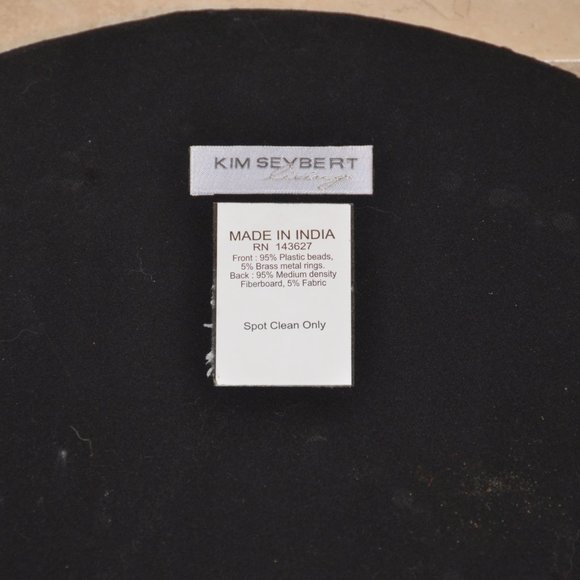 KIM SEYBERT
living
MADE IN INDIA
RN 143627
Front : 95% Plastic beads,
5% Brass metal rings.
Back : 95% Medium density
Fiberboard, 5% Fabric
Spot Clean Only